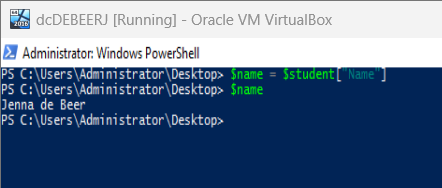 dcDEBEERJ [Running] - Oracle VM VirtualBox
Administrator: Windows PowerShell
PS C:\Users\Administrator\Desktop> $name = $student["Name"]
PS C:\Users\Administrator\Desktop> $name
Jenna de Beer
PS C:\Users\Administrator\Desktop>